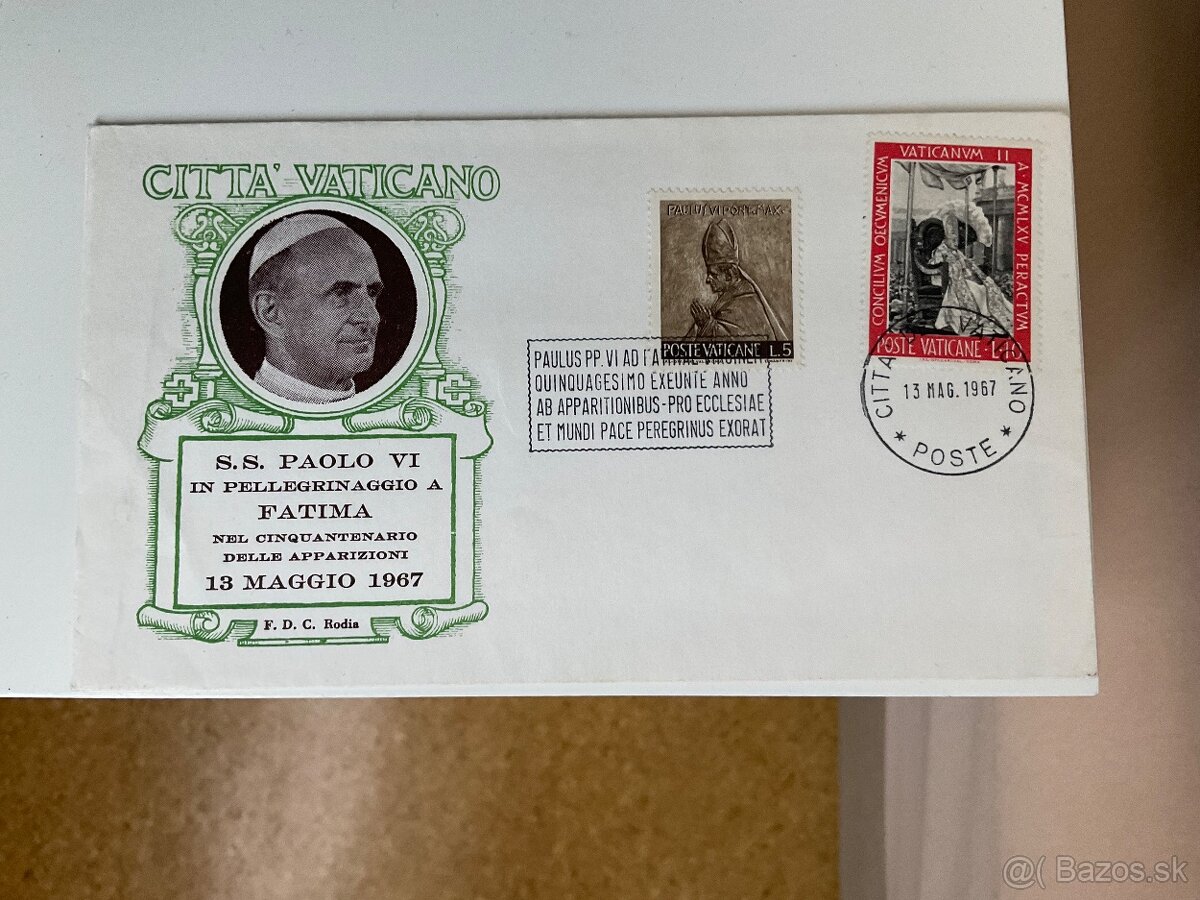 CITTA' VATICANO
S.S. PAOLO VI
IN PELLEGRINAGGIO A
FATIMA
NEL CINQUANTENARIO
DELLE APPARIZIONI
13 MAGGIO 1967
F. D. C. Rodia
PAULUS VI PONT. MAX.
POSTE VATICANE L.5
PAULUS PP. VI AD
QUINQUAGESIMO EXEUNTE ANNO
AB APPARITIONIBUS-PRO ECCLESIAE
ET MUNDI PACE PEREGRINUS EXORAT
CONCILIVM OECVMENICVM
VATICANVM II
A·MCMLXV PERACTVM
POSTE VATICANE
CITTA VATICANO
13 MAG. 1967
* POSTE *
@( Bazos.sk